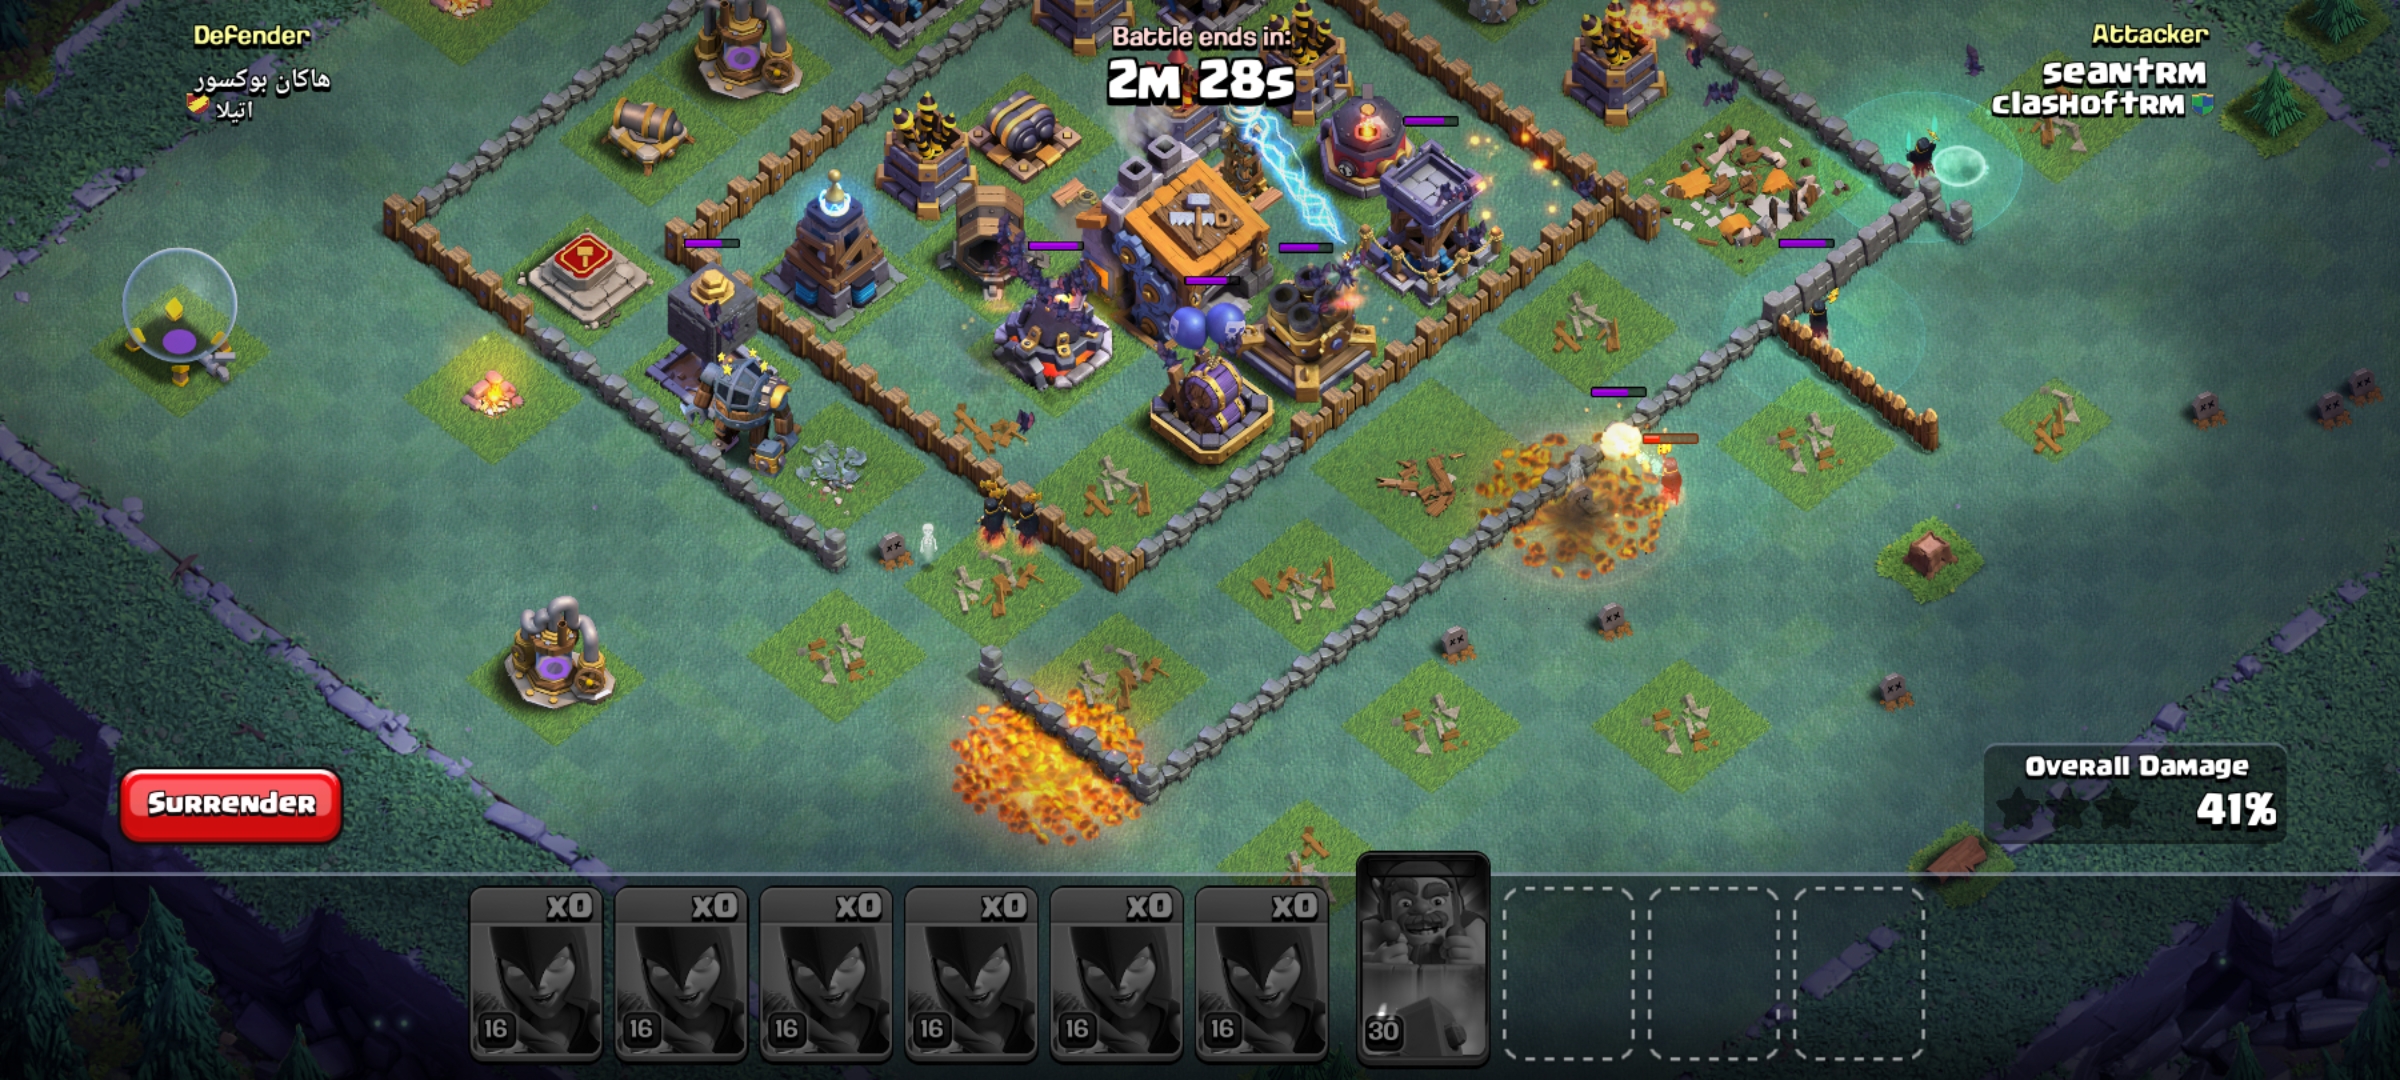 Defender
هاكان بوكسور
اتيلا
Battle ends in:
2M 28s
Attacker
seantRM
clashoftRM
Surrender
Overall Damage
41%
x0 x0 x0 x0 x0 x0
16 16 16 16 16 16 30